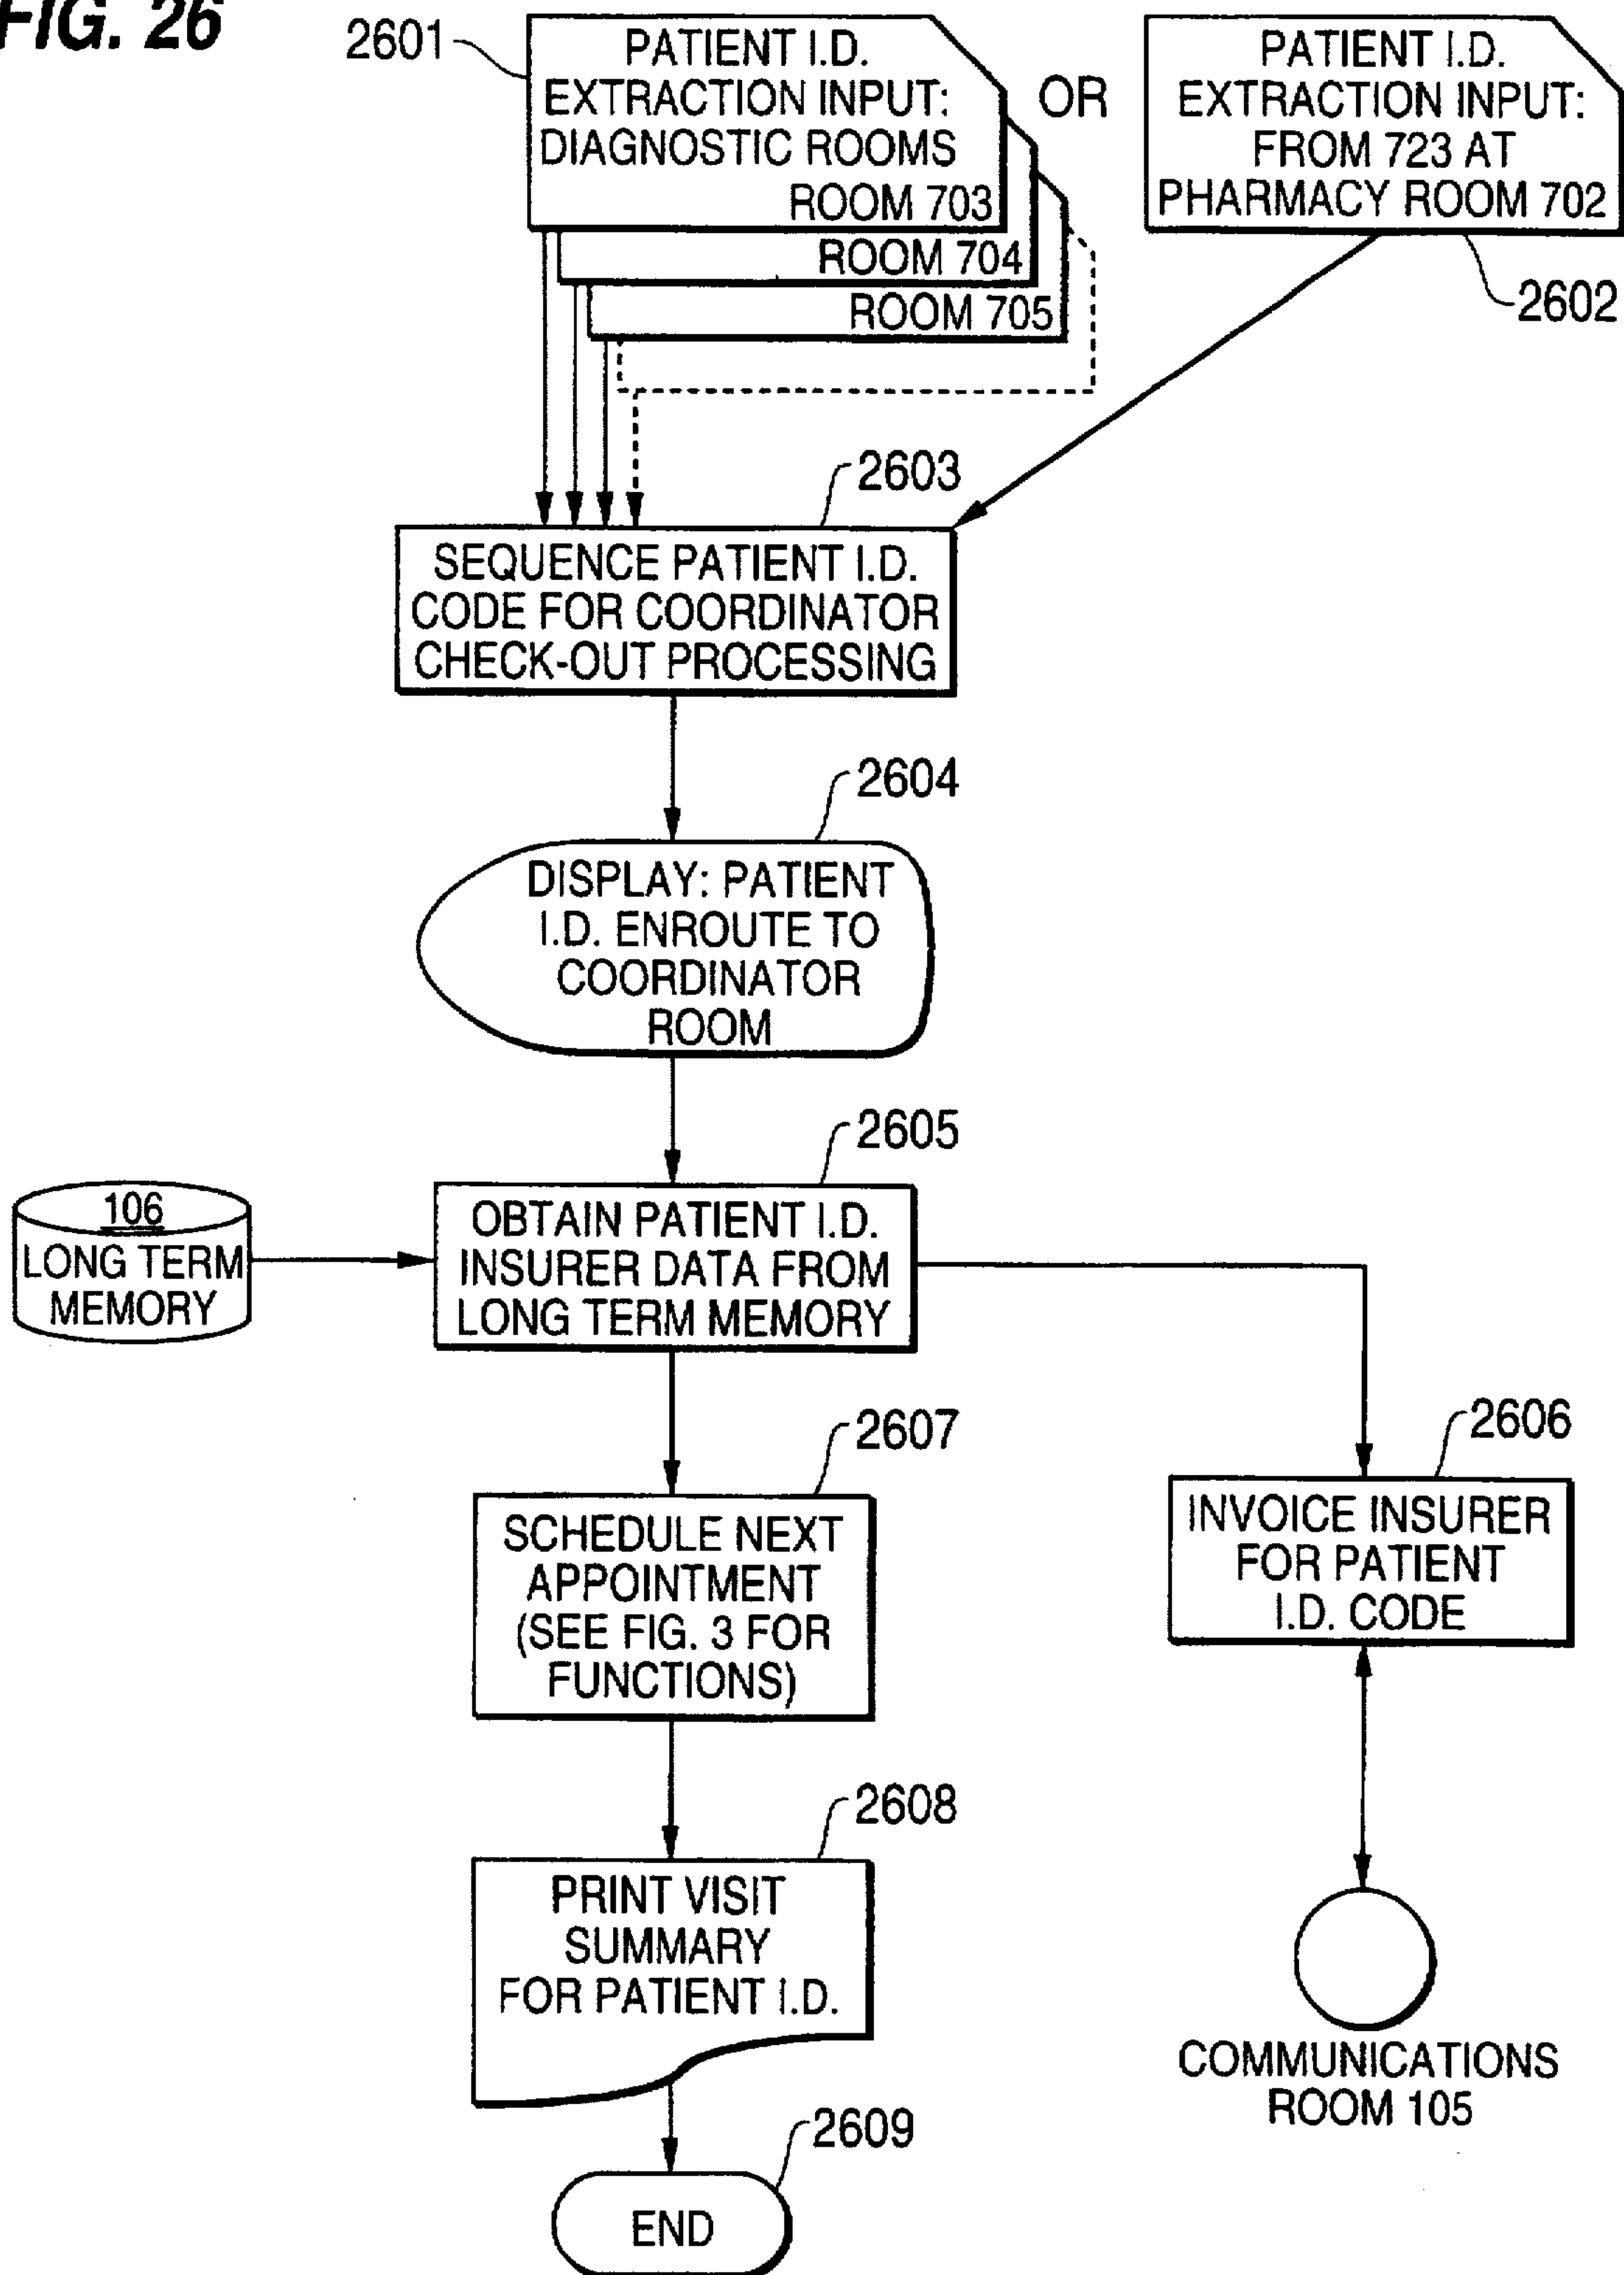 FIG. 26
2601
PATIENT I.D.
EXTRACTION INPUT:
DIAGNOSTIC ROOMS
ROOM 703
ROOM 704
ROOM 705
OR
PATIENT I.D.
EXTRACTION INPUT:
FROM 723 AT
PHARMACY ROOM 702
2602
2603
SEQUENCE PATIENT I.D.
CODE FOR COORDINATOR
CHECK-OUT PROCESSING
2604
DISPLAY: PATIENT
I.D. ENROUTE TO
COORDINATOR
ROOM
2605
106
LONG TERM
MEMORY
OBTAIN PATIENT I.D.
INSURER DATA FROM
LONG TERM MEMORY
2607
SCHEDULE NEXT
APPOINTMENT
(SEE FIG. 3 FOR
FUNCTIONS)
2606
INVOICE INSURER
FOR PATIENT
I.D. CODE
2608
PRINT VISIT
SUMMARY
FOR PATIENT I.D.
COMMUNICATIONS
ROOM 105
2609
END